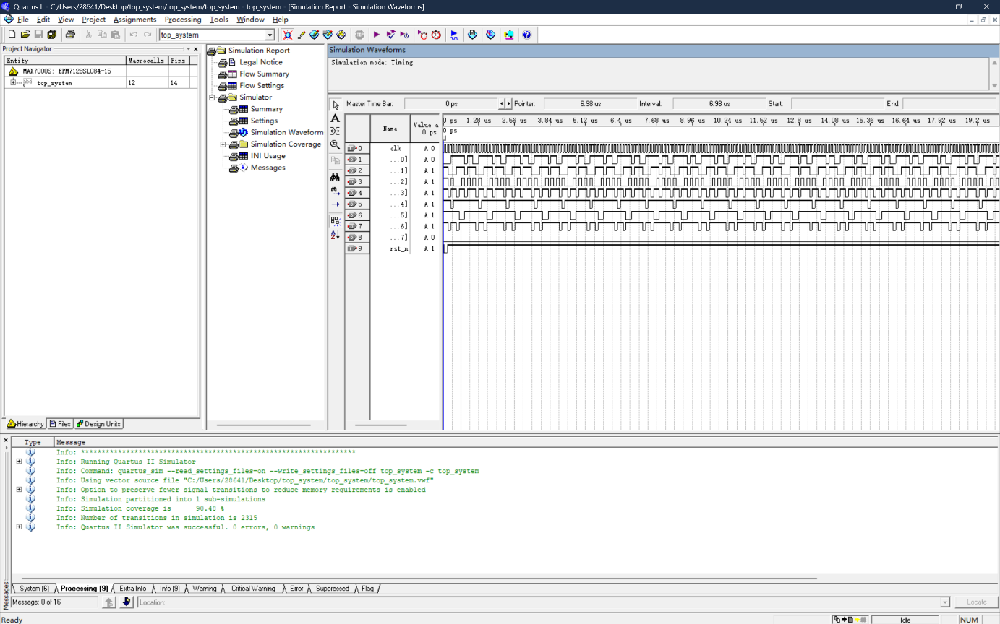 Quartus II - C:/Users/28641/Desktop/top_system/top_system/top_system - top_system - [Simulation Report - Simulation Waveforms]
File Edit View Project Assignments Processing Tools Window Help
top_system
Project Navigator
Entity Macrocells Pins
MAX7000S: EPM7128SLC84-15
top_system 12 14
Hierarchy Files Design Units
Simulation Report
Legal Notice
Flow Summary
Flow Settings
Simulator
Summary
Settings
Simulation Waveform
Simulation Coverage
INI Usage
Messages
Simulation Waveforms
Simulation mode: Timing
Master Time Bar: 0 ps Pointer: 6.98 us Interval: 6.98 us Start: End:
Name Value a
0 ps
0 ps 1.28 us 2.56 us 3.84 us 5.12 us 6.4 us 7.68 us 8.96 us 10.24 us 11.52 us 12.8 us 14.08 us 15.36 us 16.64 us 17.92 us 19.2 us
0 ps
0 clk A 0
1 ...0] A 0
2 ...1] A 1
3 ...2] A 1
4 ...3] A 1
5 ...4] A 1
6 ...5] A 1
7 ...6] A 1
8 ...7] A 0
9 rst_n A 1
Type Message
Info: *******************************************************************
Info: Running Quartus II Simulator
Info: Command: quartus_sim --read_settings_files=on --write_settings_files=off top_system -c top_system
Info: Using vector source file "C:/Users/28641/Desktop/top_system/top_system/top_system.vwf"
Info: Option to preserve fewer signal transitions to reduce memory requirements is enabled
Info: Simulation partitioned into 1 sub-simulations
Info: Simulation coverage is 90.48 %
Info: Number of transitions in simulation is 2315
Info: Quartus II Simulator was successful. 0 errors, 0 warnings
System (6) Processing (9) Extra Info Info (9) Warning Critical Warning Error Suppressed Flag
Messages
Message: 0 of 16 Location: Locate
Ready Idle NUM